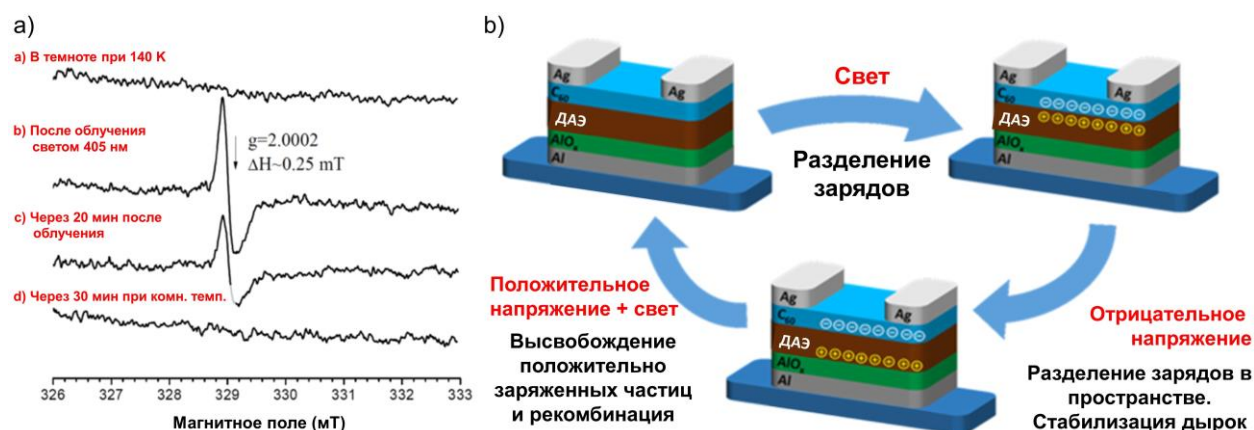 a)
a) В темноте при 140 K
b) После облучения
светом 405 нм
g=2.0002
ΔH~0.25 mT
c) Через 20 мин после
облучения
d) Через 30 мин при комн. темп.
326 327 328 329 330 331 332 333
Магнитное поле (мТ)
b)
Ag
Ag
C60
ДАЭ
AlOx
Al
Свет
Разделение
зарядов
Ag
Ag
C60
ДАЭ
AlOx
Al
Положительное
напряжение + свет
Высвобождение
положительно
заряженных частиц
и рекомбинация
Ag
Ag
C60
ДАЭ
AlOx
Al
Отрицательное
напряжение
Разделение зарядов в
пространстве.
Стабилизация дырок